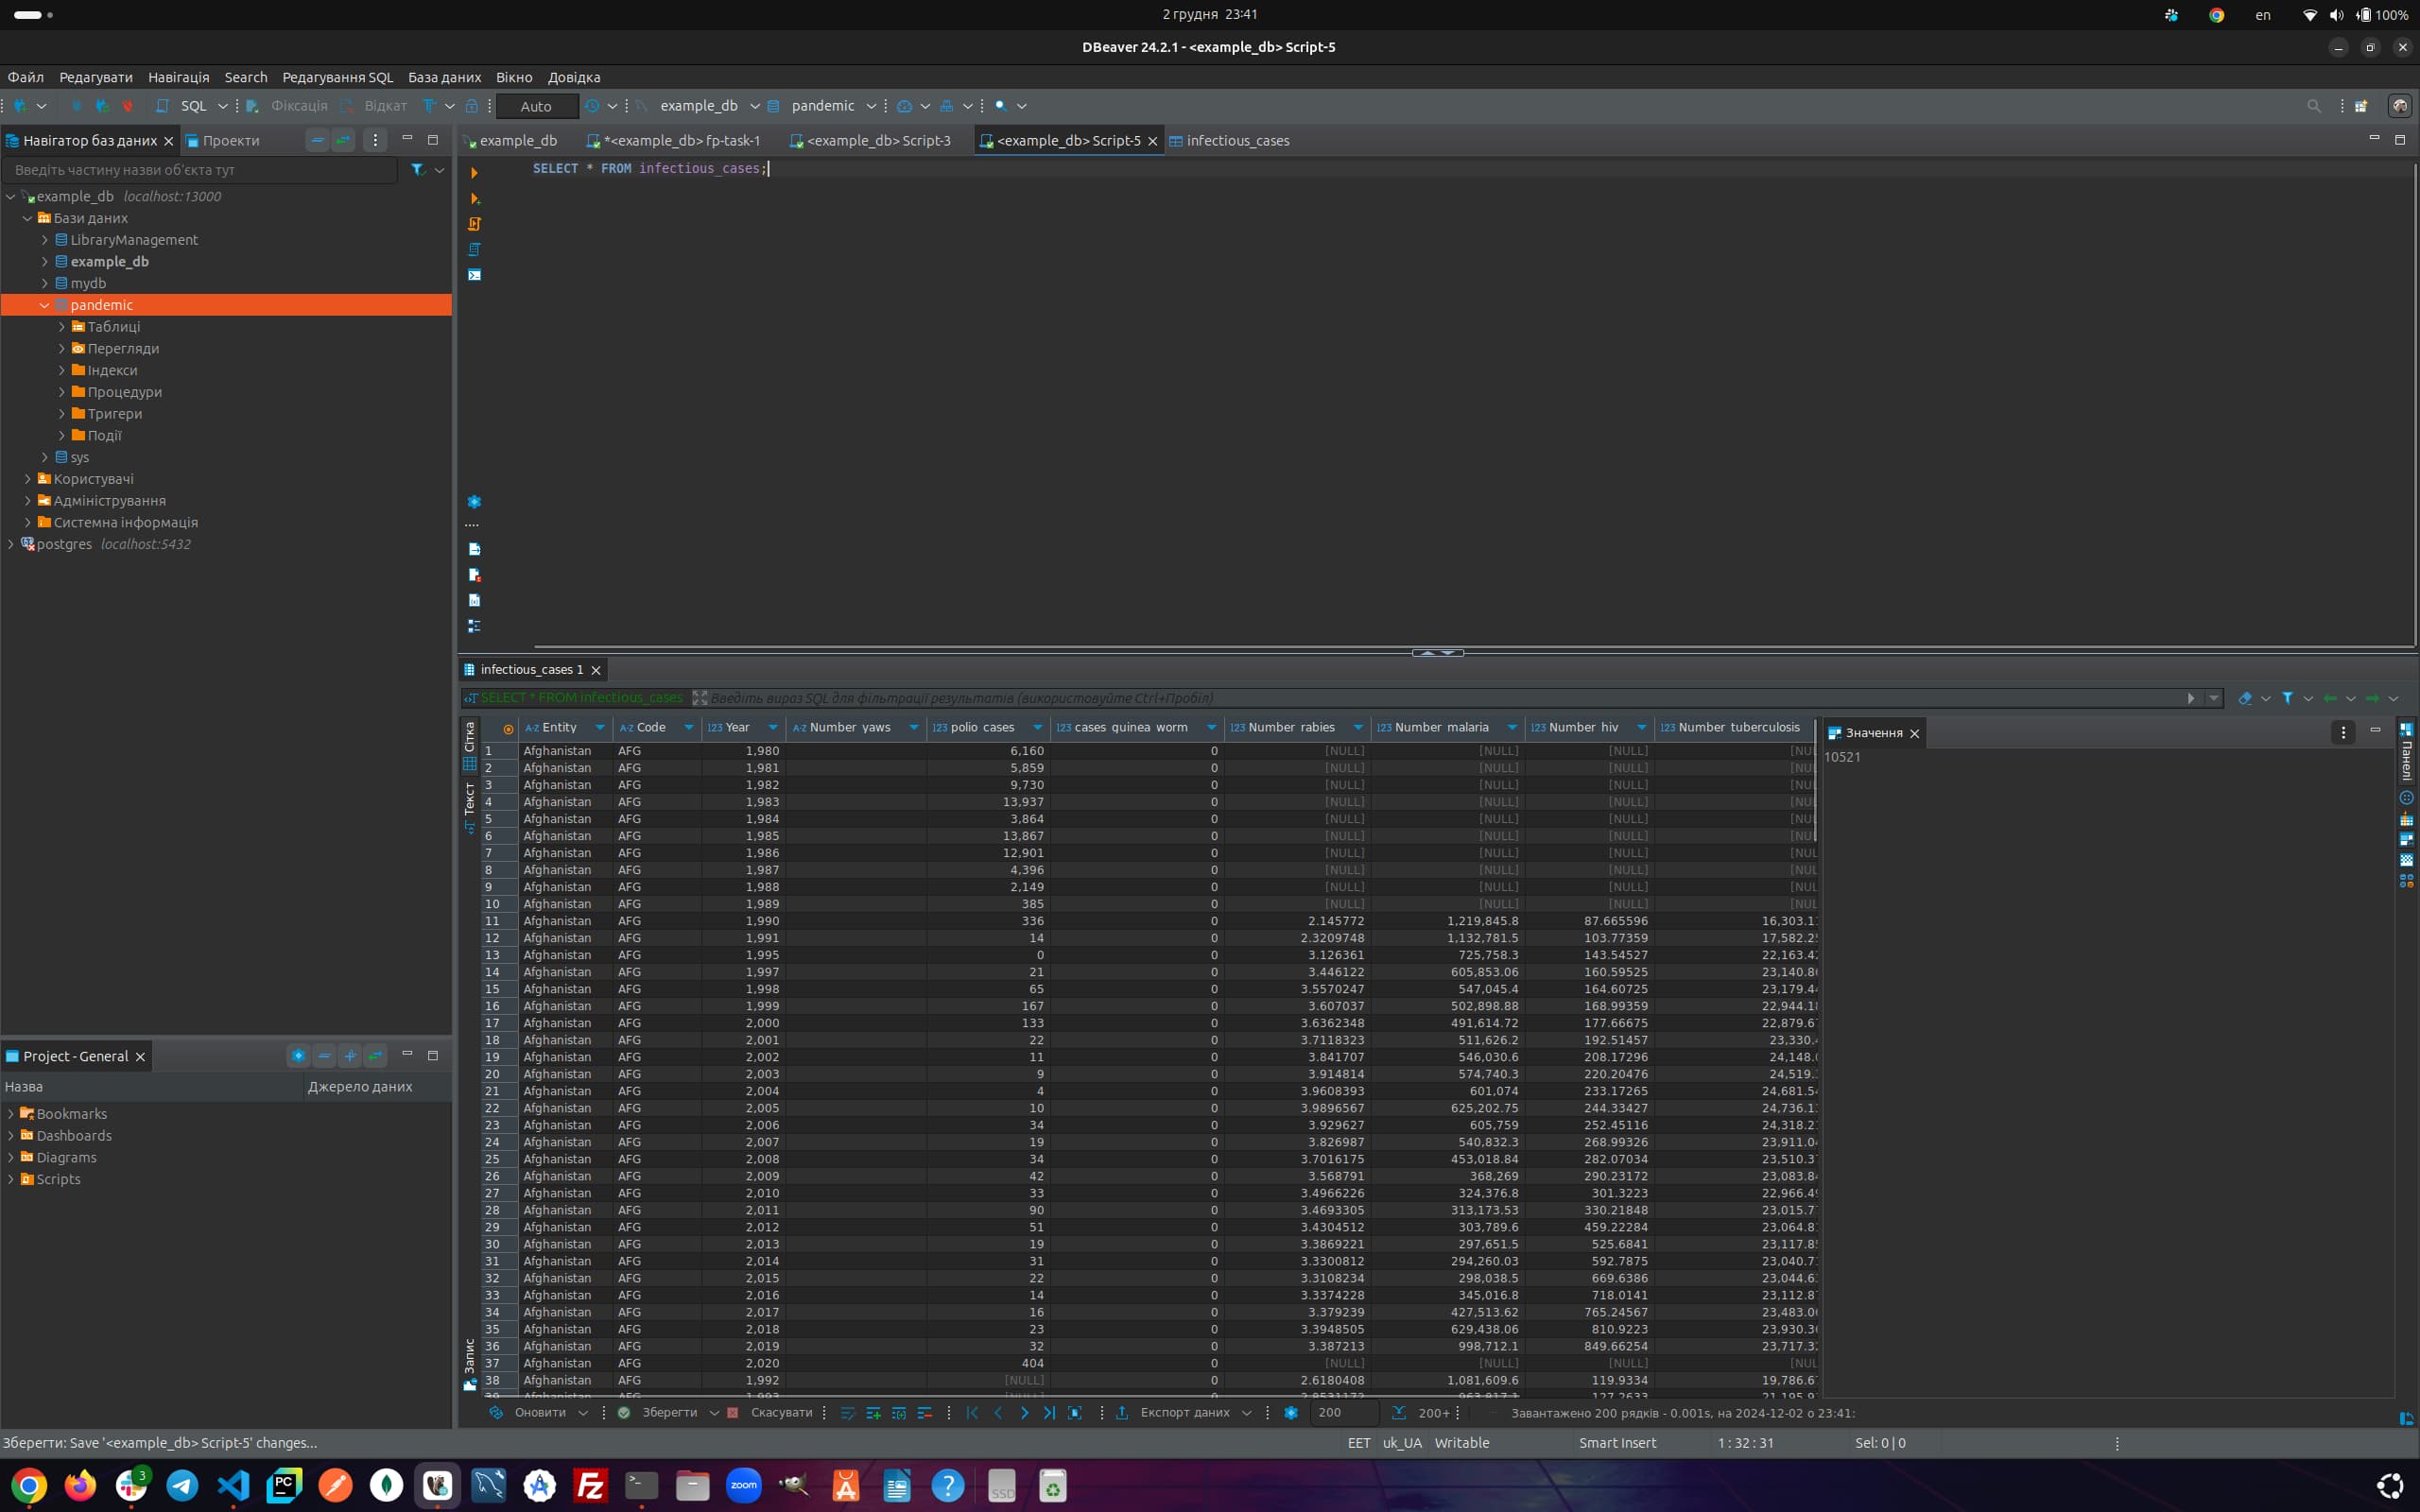 2 грудня 23:41
en
100%
DBeaver 24.2.1 - <example_db> Script-5
Файл Редагувати Навігація Search Редагування SQL База даних Вікно Довідка
SQL Фіксація Відкат Auto example_db pandemic
Навігатор баз даних Проекти
example_db *<example_db> fp-task-1 <example_db> Script-3 <example_db> Script-5 infectious_cases
Введіть частину назви об'єкта тут
SELECT * FROM infectious_cases;
example_db localhost:13000
Бази даних
LibraryManagement
example_db
mydb
pandemic
Таблиці
Перегляди
Індекси
Процедури
Тригери
Події
sys
Користувачі
Адміністрування
Системна інформація
postgres localhost:5432
Project - General
Назва Джерело даних
Bookmarks
Dashboards
Diagrams
Scripts
infectious_cases 1
SELECT * FROM infectious_cases Введіть вираз SQL для фільтрації результатів (використовуйте Ctrl+Пробіл)
Сітка
Текст
Запис
A-Z Entity A-Z Code 123 Year A-Z Number_yaws 123 polio_cases 123 cases_guinea_worm 123 Number_rabies 123 Number_malaria 123 Number_hiv 123 Number_tuberculosis
1 Afghanistan AFG 1,980 6,160 0 [NULL] [NULL] [NULL] [NUL
2 Afghanistan AFG 1,981 5,859 0 [NULL] [NULL] [NULL] [NUL
3 Afghanistan AFG 1,982 9,730 0 [NULL] [NULL] [NULL] [NUL
4 Afghanistan AFG 1,983 13,937 0 [NULL] [NULL] [NULL] [NUL
5 Afghanistan AFG 1,984 3,864 0 [NULL] [NULL] [NULL] [NUL
6 Afghanistan AFG 1,985 13,867 0 [NULL] [NULL] [NULL] [NUL
7 Afghanistan AFG 1,986 12,901 0 [NULL] [NULL] [NULL] [NUL
8 Afghanistan AFG 1,987 4,396 0 [NULL] [NULL] [NULL] [NUL
9 Afghanistan AFG 1,988 2,149 0 [NULL] [NULL] [NULL] [NUL
10 Afghanistan AFG 1,989 385 0 [NULL] [NULL] [NULL] [NUL
11 Afghanistan AFG 1,990 336 0 2.145772 1,219,845.8 87.665596 16,303.1
12 Afghanistan AFG 1,991 14 0 2.3209748 1,132,781.5 103.77359 17,582.2
13 Afghanistan AFG 1,995 0 0 3.126361 725,758.3 143.54527 22,163.4
14 Afghanistan AFG 1,997 21 0 3.446122 605,853.06 160.59525 23,140.8
15 Afghanistan AFG 1,998 65 0 3.5570247 547,045.4 164.60725 23,179.4
16 Afghanistan AFG 1,999 167 0 3.607037 502,898.88 168.99359 22,944.1
17 Afghanistan AFG 2,000 133 0 3.6362348 491,614.72 177.66675 22,879.6
18 Afghanistan AFG 2,001 22 0 3.7118323 511,626.2 192.51457 23,330.
19 Afghanistan AFG 2,002 11 0 3.841707 546,030.6 208.17296 24,148.
20 Afghanistan AFG 2,003 9 0 3.914814 574,740.3 220.20476 24,519.
21 Afghanistan AFG 2,004 4 0 3.9608393 601,074 233.17265 24,681.5
22 Afghanistan AFG 2,005 10 0 3.9896567 625,202.75 244.33427 24,736.1
23 Afghanistan AFG 2,006 34 0 3.929627 605,759 252.45116 24,318.2
24 Afghanistan AFG 2,007 19 0 3.826987 540,832.3 268.99326 23,911.0
25 Afghanistan AFG 2,008 34 0 3.7016175 453,018.84 282.07034 23,510.3
26 Afghanistan AFG 2,009 42 0 3.568791 368,269 290.23172 23,083.8
27 Afghanistan AFG 2,010 33 0 3.4966226 324,376.8 301.3223 22,966.4
28 Afghanistan AFG 2,011 90 0 3.4693305 313,173.53 330.21848 23,015.7
29 Afghanistan AFG 2,012 51 0 3.4304512 303,789.6 459.22284 23,064.8
30 Afghanistan AFG 2,013 19 0 3.3869221 297,651.5 525.6841 23,117.8
31 Afghanistan AFG 2,014 31 0 3.3300812 294,260.03 592.7875 23,040.7
32 Afghanistan AFG 2,015 22 0 3.3108234 298,038.5 669.6386 23,044.6
33 Afghanistan AFG 2,016 14 0 3.3374228 345,016.8 718.0141 23,112.8
34 Afghanistan AFG 2,017 16 0 3.379239 427,513.62 765.24567 23,483.0
35 Afghanistan AFG 2,018 23 0 3.3948505 629,438.06 810.9223 23,930.3
36 Afghanistan AFG 2,019 32 0 3.387213 998,712.1 849.66254 23,717.3
37 Afghanistan AFG 2,020 404 0 [NULL] [NULL] [NULL] [NUL
38 Afghanistan AFG 1,992 [NULL] 0 2.6180408 1,081,609.6 119.9334 19,786.6
Значення
10521
Панелі
Оновити Зберегти Скасувати Експорт даних 200 200+ Завантажено 200 рядків - 0.001s, на 2024-12-02 о 23:41:
Зберегти: Save '<example_db> Script-5' changes... EET uk_UA Writable Smart Insert 1 : 32 : 31 Sel: 0 | 0
3
PC
Fz
zoom
SSD